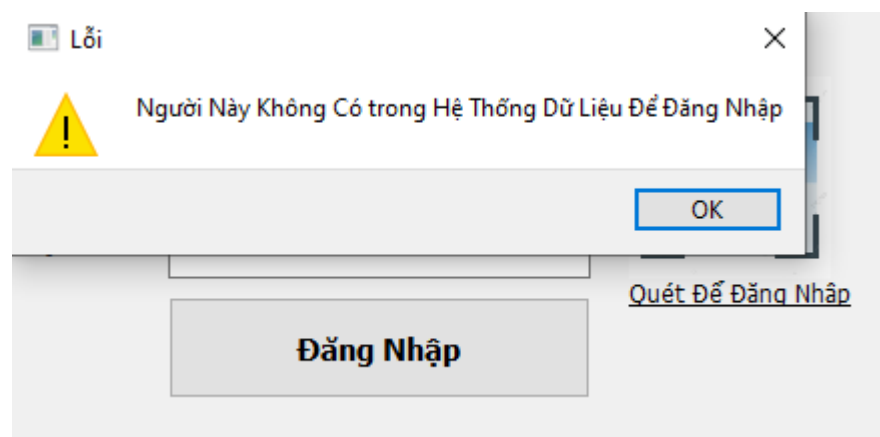 Lỗi
Người Này Không Có trong Hệ Thống Dữ Liệu Để Đăng Nhập
OK
Quét Để Đăng Nhập
Đăng Nhập